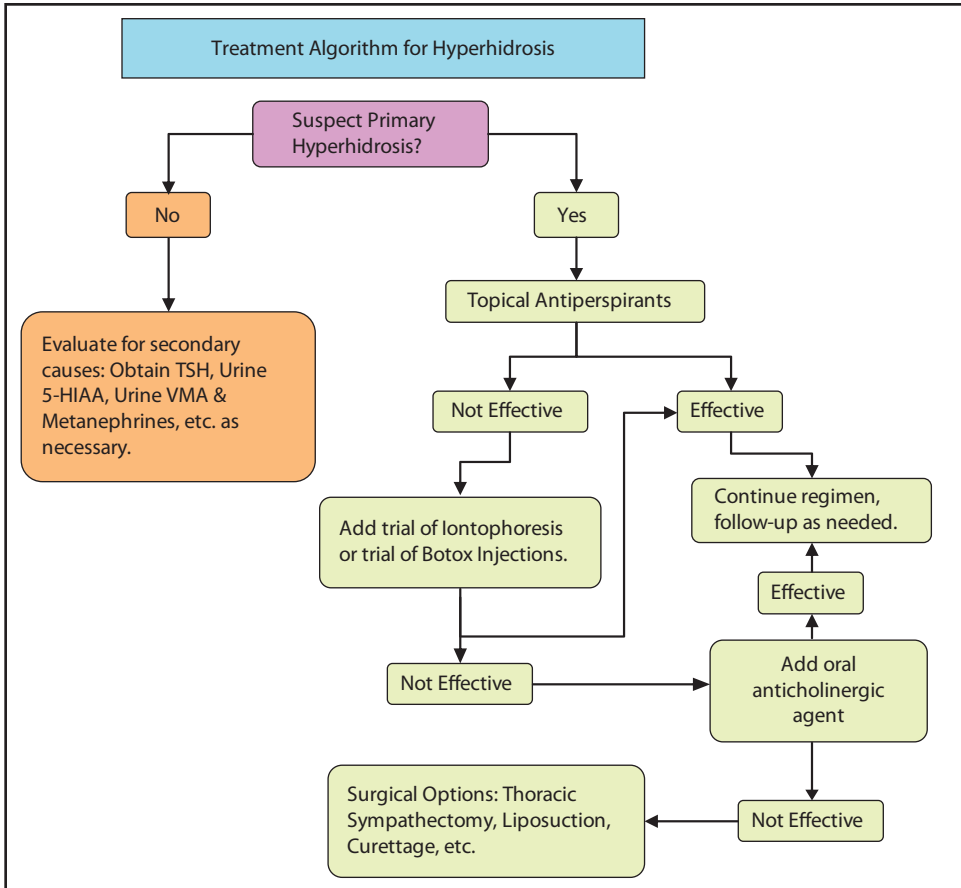 Treatment Algorithm for Hyperhidrosis
Suspect Primary
Hyperhidrosis?
No
Yes
Topical Antiperspirants
Evaluate for secondary
causes: Obtain TSH, Urine
5-HIAA, Urine VMA &
Metanephrines, etc. as
necessary.
Not Effective
Effective
Continue regimen,
follow-up as needed.
Add trial of Iontophoresis
or trial of Botox Injections.
Effective
Not Effective
Add oral
anticholinergic
agent
Surgical Options: Thoracic
Sympathectomy, Liposuction,
Curettage, etc.
Not Effective